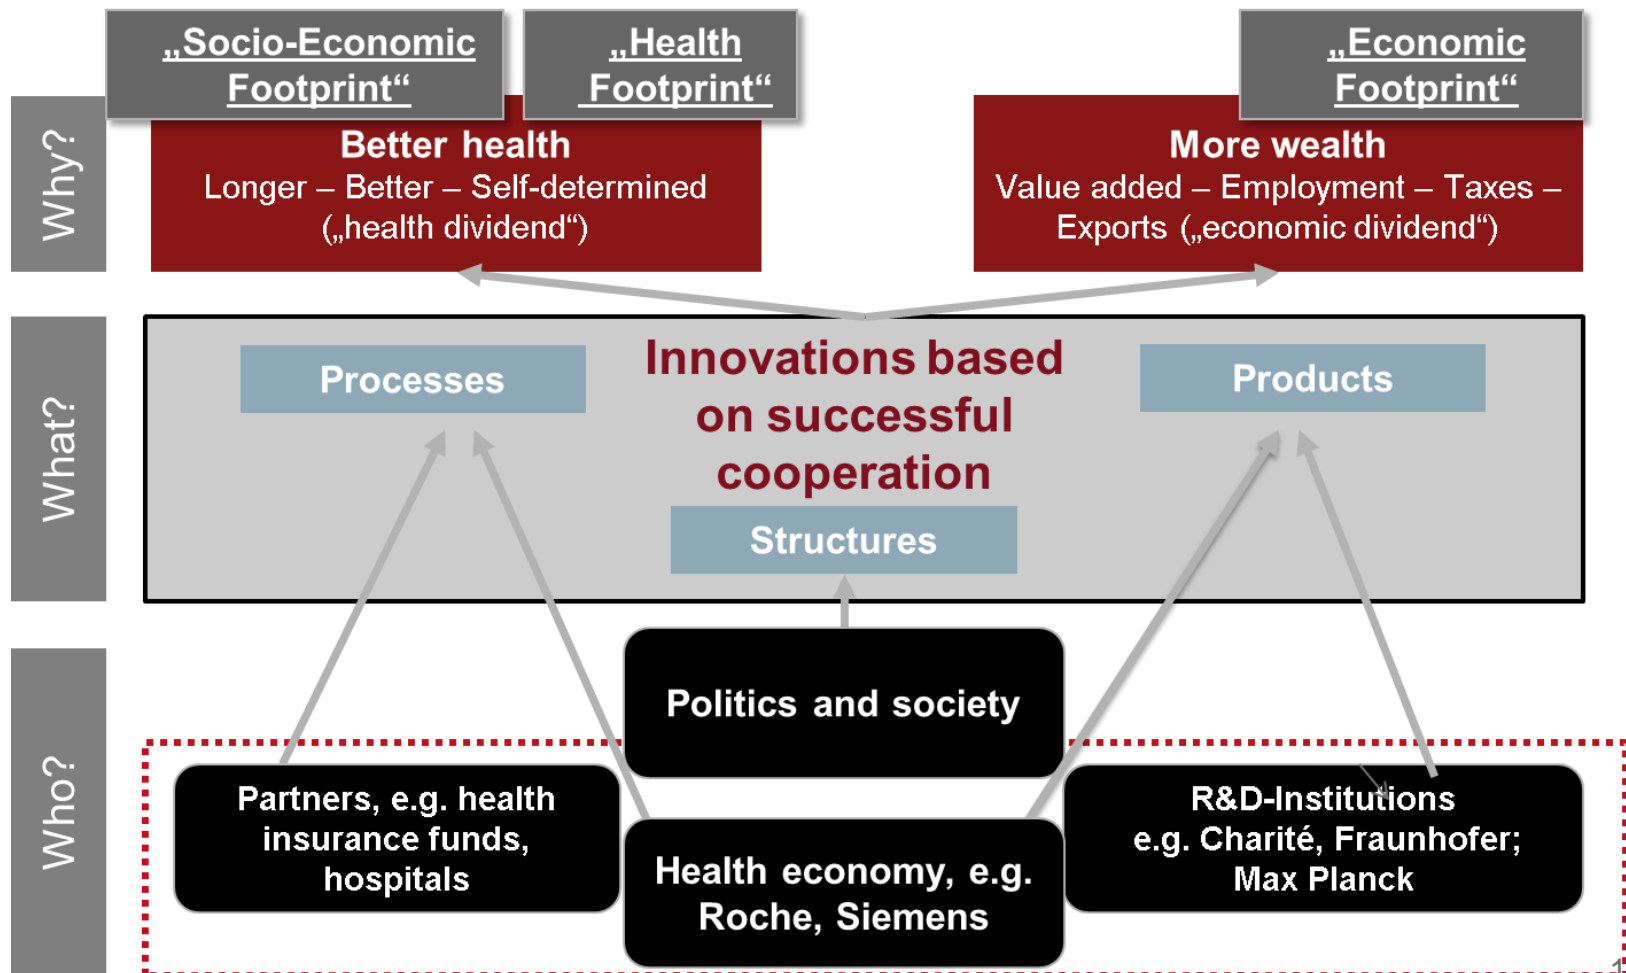 „Socio-Economic
Footprint“
„Health
Footprint“
„Economic
Footprint“
Why?
Better health
Longer – Better – Self-determined
(„health dividend“)
More wealth
Value added – Employment – Taxes –
Exports („economic dividend“)
What?
Processes
Innovations based
on successful
cooperation
Products
Structures
Who?
Politics and society
Partners, e.g. health
insurance funds,
hospitals
Health economy, e.g.
Roche, Siemens
R&D-Institutions
e.g. Charité, Fraunhofer;
Max Planck
1